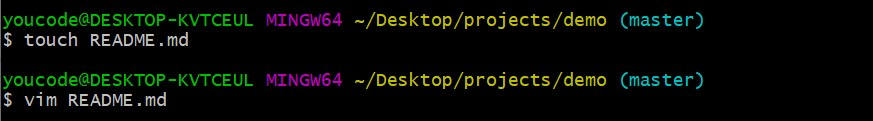 youcode@DESKTOP-KVTCEUL MINGW64 ~/Desktop/projects/demo (master)
$ touch README.md
youcode@DESKTOP-KVTCEUL MINGW64 ~/Desktop/projects/demo (master)
$ vim README.md